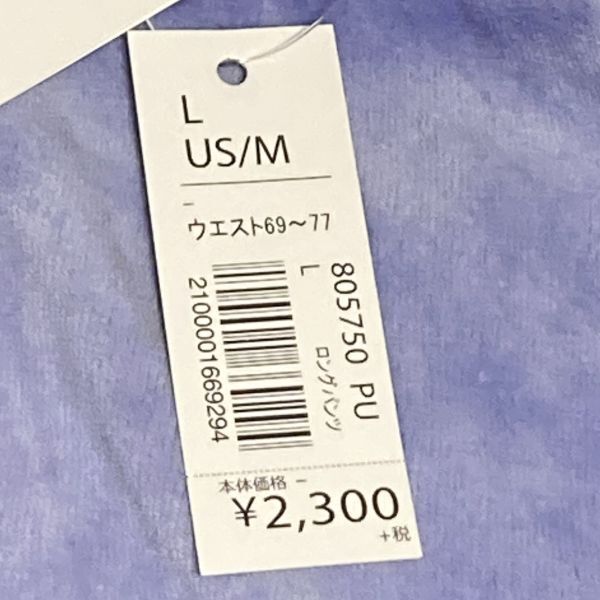 L
US/M
-
ウエスト69～77
805750 PU
L ロングパンツ
2100001669294
本体価格 -
¥2,300
+税